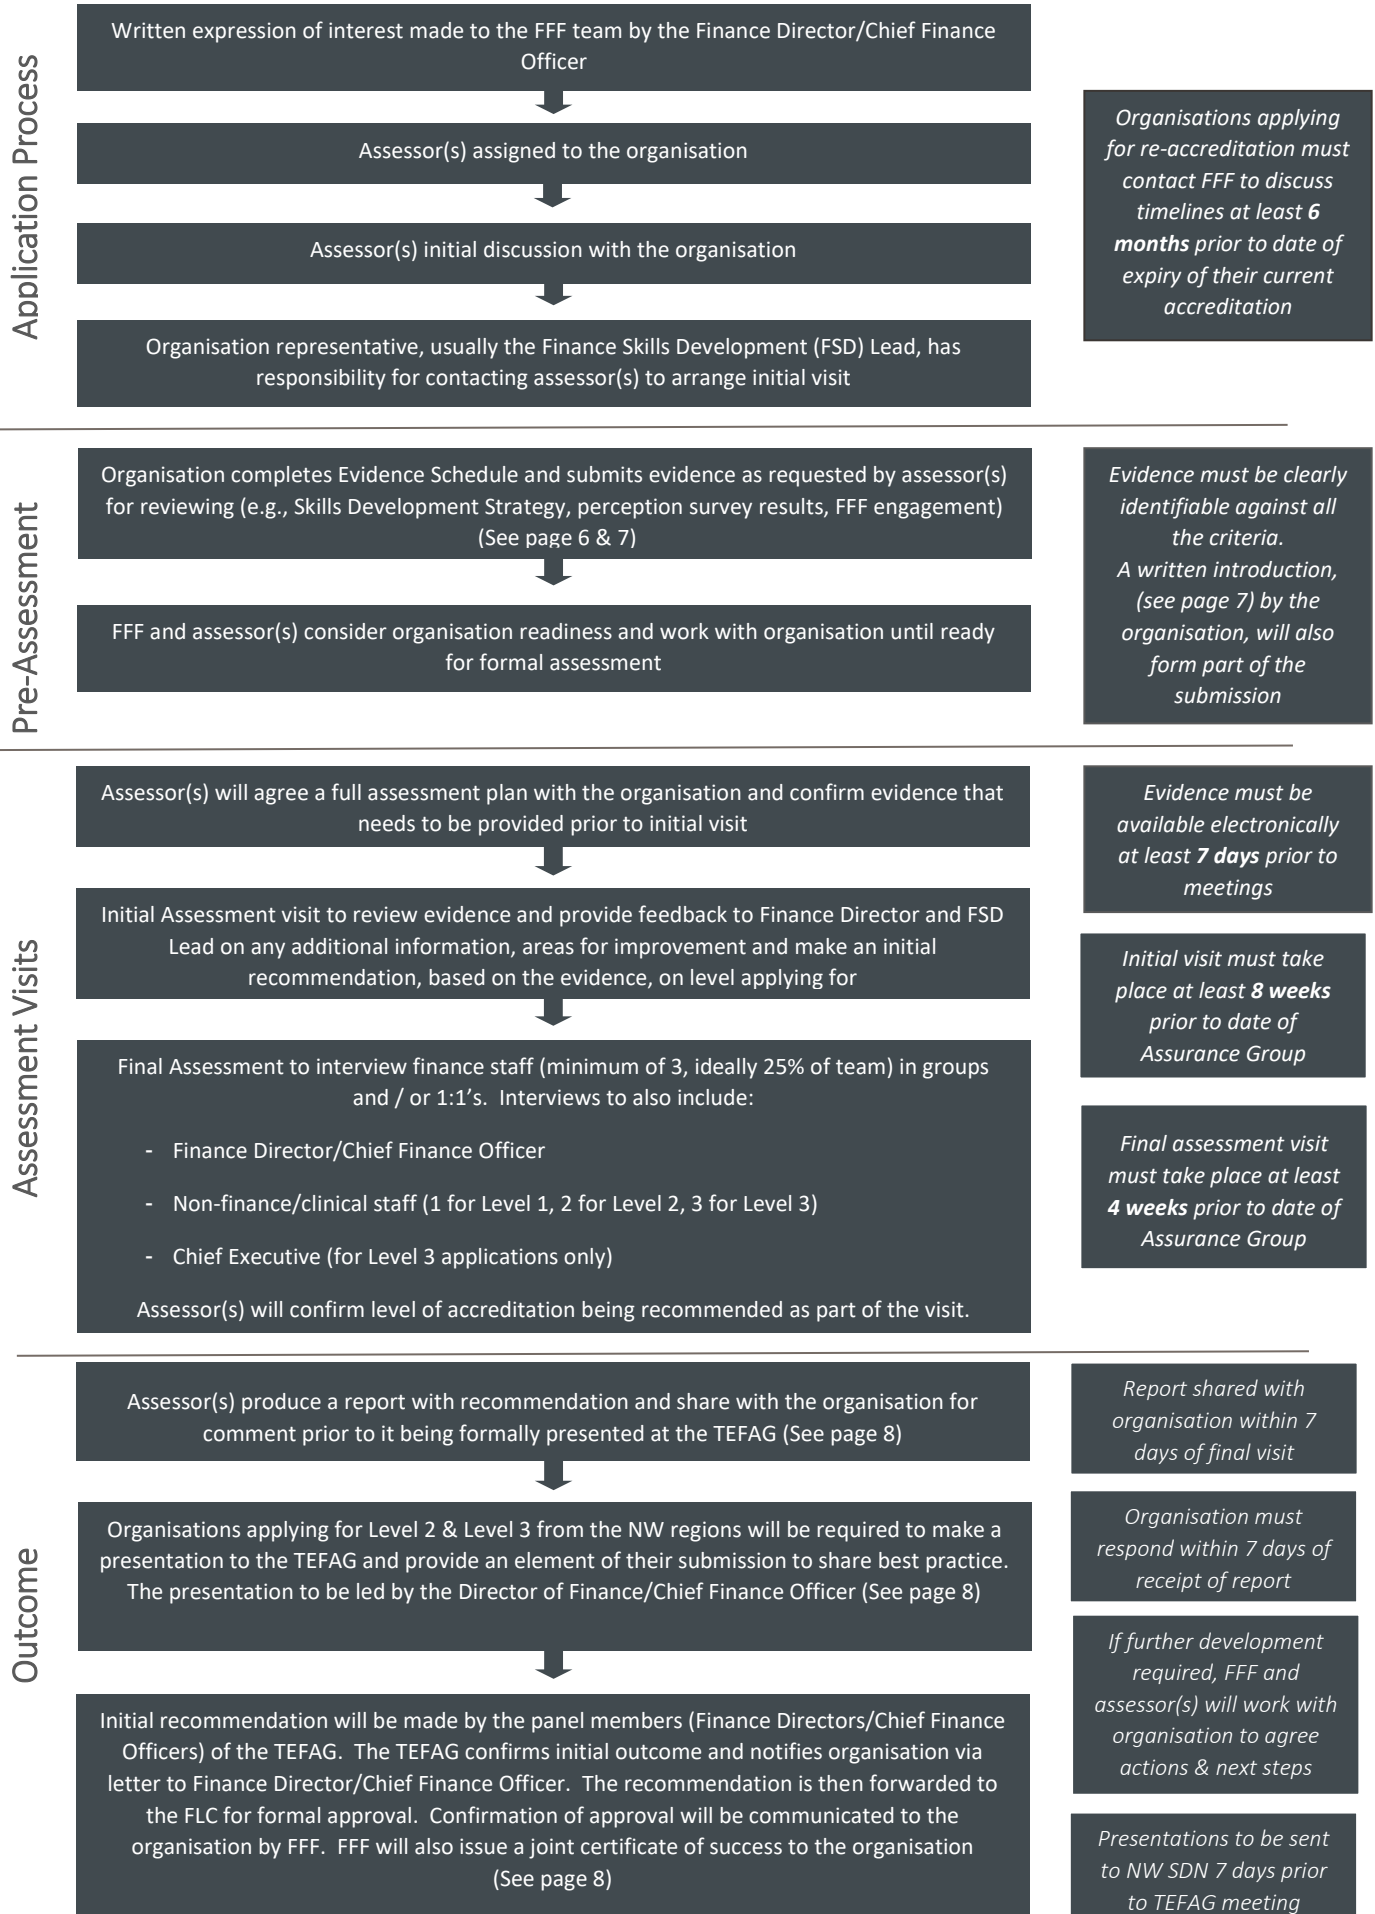 Application Process
Written expression of interest made to the FFF team by the Finance Director/Chief Finance
Officer
Assessor(s) assigned to the organisation
Assessor(s) initial discussion with the organisation
Organisation representative, usually the Finance Skills Development (FSD) Lead, has
responsibility for contacting assessor(s) to arrange initial visit
Organisations applying
for re-accreditation must
contact FFF to discuss
timelines at least 6
months prior to date of
expiry of their current
accreditation
Pre-Assessment
Organisation completes Evidence Schedule and submits evidence as requested by assessor(s)
for reviewing (e.g., Skills Development Strategy, perception survey results, FFF engagement)
(See page 6 & 7)
FFF and assessor(s) consider organisation readiness and work with organisation until ready
for formal assessment
Evidence must be clearly
identifiable against all
the criteria.
A written introduction,
(see page 7) by the
organisation, will also
form part of the
submission
Assessment Visits
Assessor(s) will agree a full assessment plan with the organisation and confirm evidence that
needs to be provided prior to initial visit
Initial Assessment visit to review evidence and provide feedback to Finance Director and FSD
Lead on any additional information, areas for improvement and make an initial
recommendation, based on the evidence, on level applying for
Final Assessment to interview finance staff (minimum of 3, ideally 25% of team) in groups
and / or 1:1's. Interviews to also include:
- Finance Director/Chief Finance Officer
- Non-finance/clinical staff (1 for Level 1, 2 for Level 2, 3 for Level 3)
- Chief Executive (for Level 3 applications only)
Assessor(s) will confirm level of accreditation being recommended as part of the visit.
Evidence must be
available electronically
at least 7 days prior to
meetings
Initial visit must take
place at least 8 weeks
prior to date of
Assurance Group
Final assessment visit
must take place at least
4 weeks prior to date of
Assurance Group
Outcome
Assessor(s) produce a report with recommendation and share with the organisation for
comment prior to it being formally presented at the TEFAG (See page 8)
Organisations applying for Level 2 & Level 3 from the NW regions will be required to make a
presentation to the TEFAG and provide an element of their submission to share best practice.
The presentation to be led by the Director of Finance/Chief Finance Officer (See page 8)
Initial recommendation will be made by the panel members (Finance Directors/Chief Finance
Officers) of the TEFAG. The TEFAG confirms initial outcome and notifies organisation via
letter to Finance Director/Chief Finance Officer. The recommendation is then forwarded to
the FLC for formal approval. Confirmation of approval will be communicated to the
organisation by FFF. FFF will also issue a joint certificate of success to the organisation
(See page 8)
Report shared with
organisation within 7
days of final visit
Organisation must
respond within 7 days of
receipt of report
If further development
required, FFF and
assessor(s) will work with
organisation to agree
actions & next steps
Presentations to be sent
to NW SDN 7 days prior
to TEFAG meeting